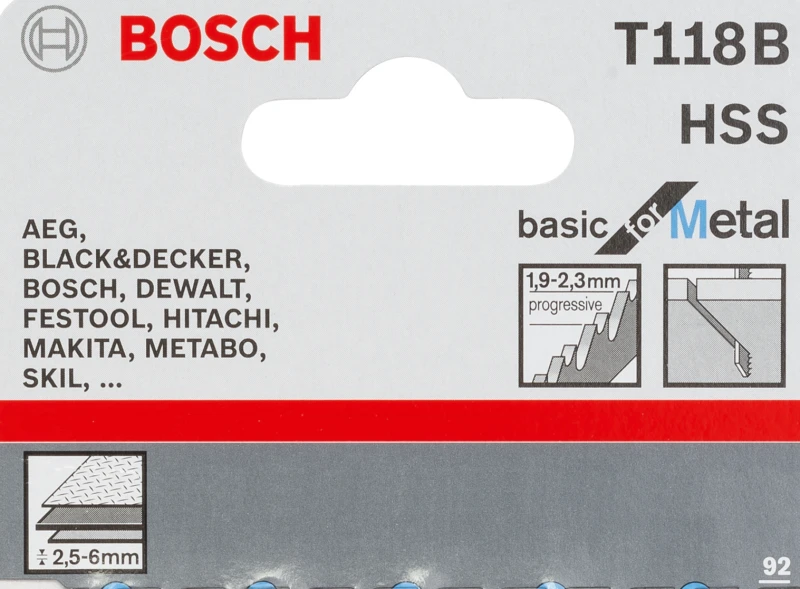 BOSCH
T118B
HSS
basic for Metal
AEG,
BLACK&DECKER,
BOSCH, DEWALT,
FESTOOL, HITACHI,
MAKITA, METABO,
SKIL, ...
1,9-2,3mm
progressive
2,5-6mm
92